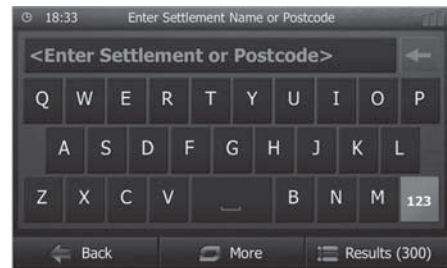 18:33 Enter Settlement Name or Postcode
<Enter Settlement or Postcode>
Q W E R T Y U I O P
A S D F G H J K L
Z X C V B N M 123
Back More Results (300)